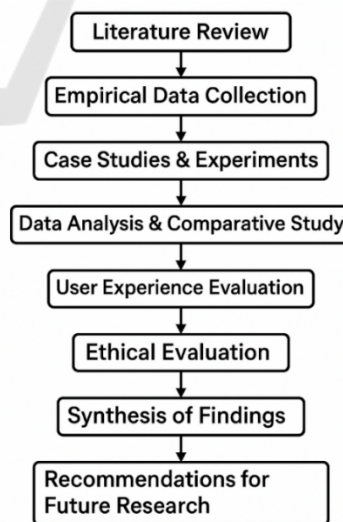 Literature Review
Empirical Data Collection
Case Studies & Experiments
Data Analysis & Comparative Study
User Experience Evaluation
Ethical Evaluation
Synthesis of Findings
Recommendations for
Future Research